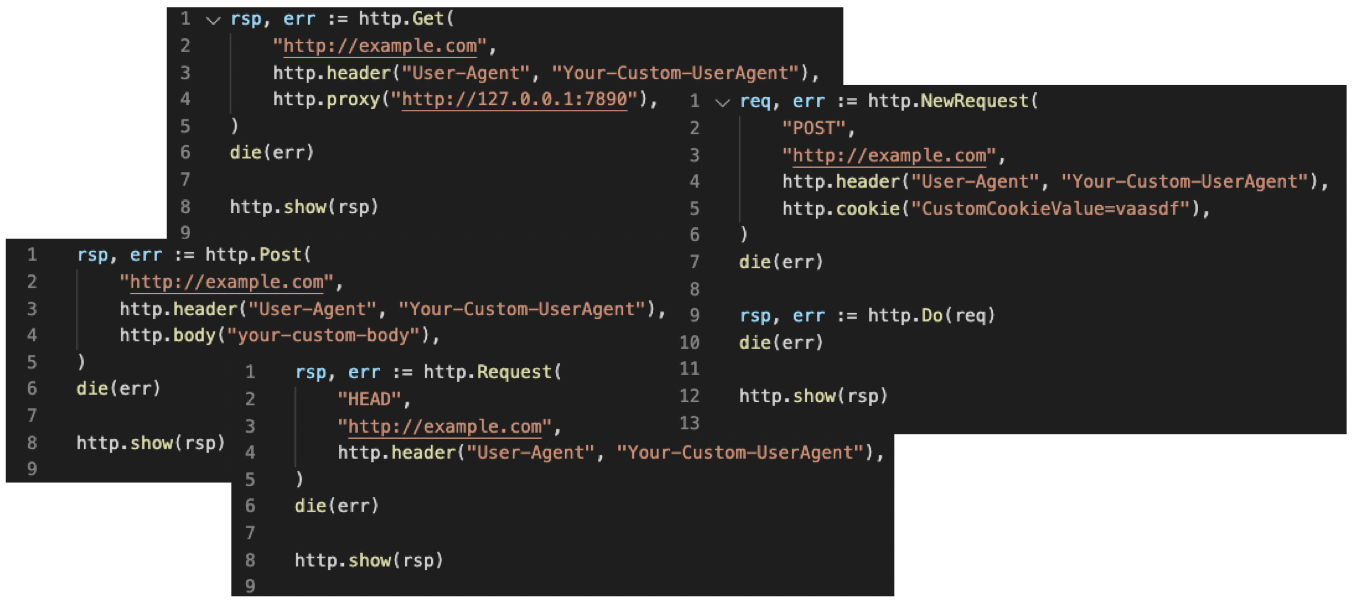 1 rsp, err := http.Get(
2 "http://example.com",
3 http.header("User-Agent", "Your-Custom-UserAgent"),
4 http.proxy("http://127.0.0.1:7890"),
5 )
6 die(err)
7
8 http.show(rsp)
9
1 req, err := http.NewRequest(
2 "POST",
3 "http://example.com",
4 http.header("User-Agent", "Your-Custom-UserAgent"),
5 http.cookie("CustomCookieValue=vaasdf"),
6 )
7 die(err)
8
9 rsp, err := http.Do(req)
10 die(err)
11
12 http.show(rsp)
13
1 rsp, err := http.Post(
2 "http://example.com",
3 http.header("User-Agent", "Your-Custom-UserAgent"),
4 http.body("your-custom-body"),
5 )
6 die(err)
7
8 http.show(rsp)
9
1 rsp, err := http.Request(
2 "HEAD",
3 "http://example.com",
4 http.header("User-Agent", "Your-Custom-UserAgent"),
5 )
6 die(err)
7
8 http.show(rsp)
9